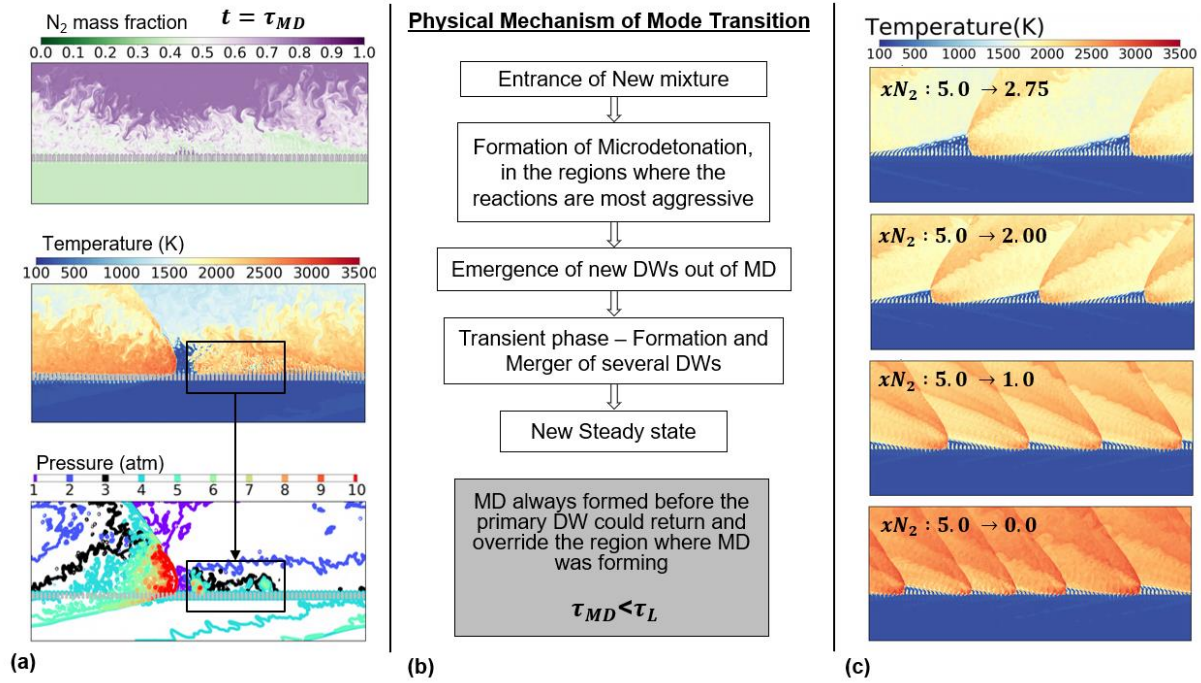 N₂ mass fraction
t = τ_MD
0.0 0.1 0.2 0.3 0.4 0.5 0.6 0.7 0.8 0.9 1.0
Temperature (K)
100 500 1000 1500 2000 2500 3000 3500
Pressure (atm)
1 2 3 4 5 6 7 8 9 10
(a)
Physical Mechanism of Mode Transition
Entrance of New mixture
Formation of Microdetonation,
in the regions where the
reactions are most aggressive
Emergence of new DWs out of MD
Transient phase – Formation and
Merger of several DWs
New Steady state
MD always formed before the
primary DW could return and
override the region where MD
was forming
τ_MD<τ_L
(b)
Temperature(K)
100 500 1000 1500 2000 2500 3000 3500
xN₂ : 5.0 → 2.75
xN₂ : 5.0 → 2.00
xN₂ : 5.0 → 1.0
xN₂ : 5.0 → 0.0
(c)